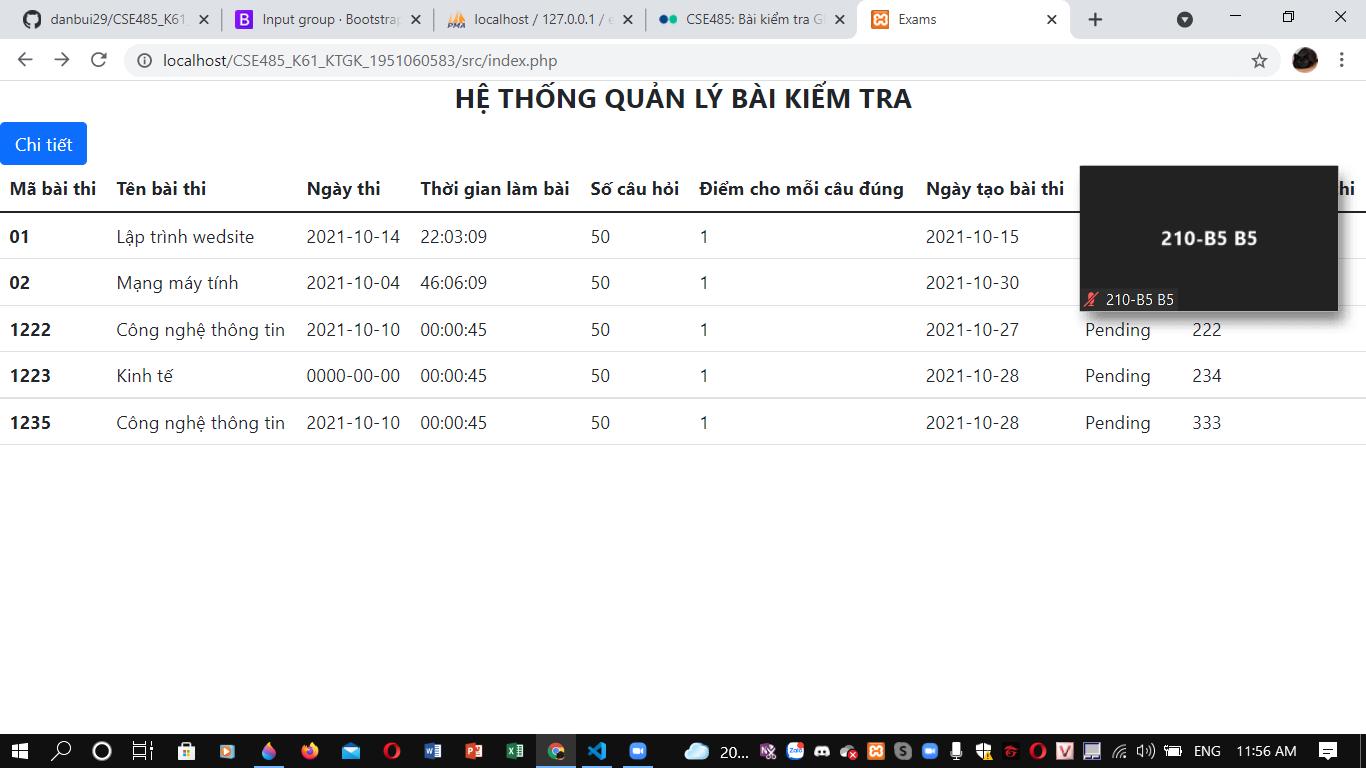 danbui29/CSE485_K61_
Input group · Bootstrap
localhost / 127.0.0.1 / e
CSE485: Bài kiểm tra G
Exams
localhost/CSE485_K61_KTGK_1951060583/src/index.php
HỆ THỐNG QUẢN LÝ BÀI KIỂM TRA
Chi tiết
Mã bài thi Tên bài thi Ngày thi Thời gian làm bài Số câu hỏi Điểm cho mỗi câu đúng Ngày tạo bài thi hi
01 Lập trình wedsite 2021-10-14 22:03:09 50 1 2021-10-15
02 Mạng máy tính 2021-10-04 46:06:09 50 1 2021-10-30
1222 Công nghệ thông tin 2021-10-10 00:00:45 50 1 2021-10-27 Pending 222
1223 Kinh tế 0000-00-00 00:00:45 50 1 2021-10-28 Pending 234
1235 Công nghệ thông tin 2021-10-10 00:00:45 50 1 2021-10-28 Pending 333
210-B5 B5
210-B5 B5
20... ENG 11:56 AM